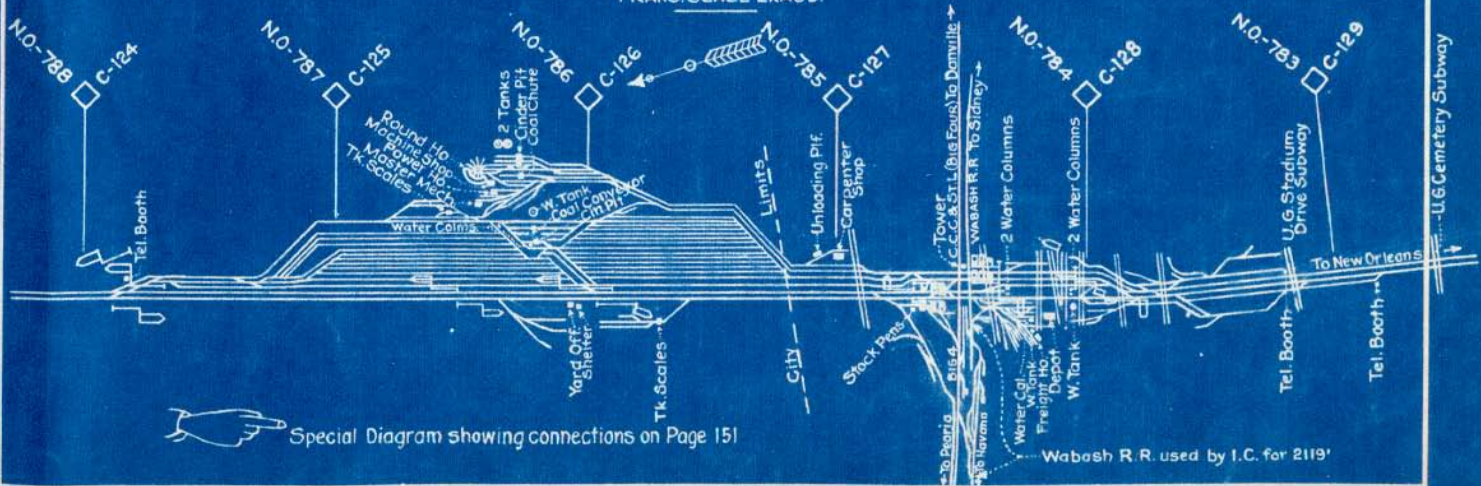 N.O.-788
C-124
N.O.-787
C-125
N.O.-786
C-126
N.O.-785
C-127
N.O.-784
C-128
N.O.-783
C-129
Tel. Booth
Round Ho.
Machine Shop
Power Ho.
Master Mech.
Tk. Scales
2 Tanks
Cinder Pit
Coal Chute
W. Tank
Coal Conveyor
Cin Pit
Water Colms.
City Limits
Unloading Plf.
Carpenter
Shop
Tower
C.C.C. & ST.L (BIG FOUR) To Danville
WABASH R.R. To Sidney
2 Water Columns
2 Water Columns
U.G. Stadium
Drive Subway
U.G. Cemetery Subway
To New Orleans
Yard Off.
Shelter
Tk. Scales
Stock Pens
BIG 4
To Peoria
To Havana
Water Col.
W. Tank
Freight Ho.
Depot
W. Tank
Tel. Booth
Tel. Booth
Special Diagram showing connections on Page 151
Wabash R.R. used by I.C. for 2119'